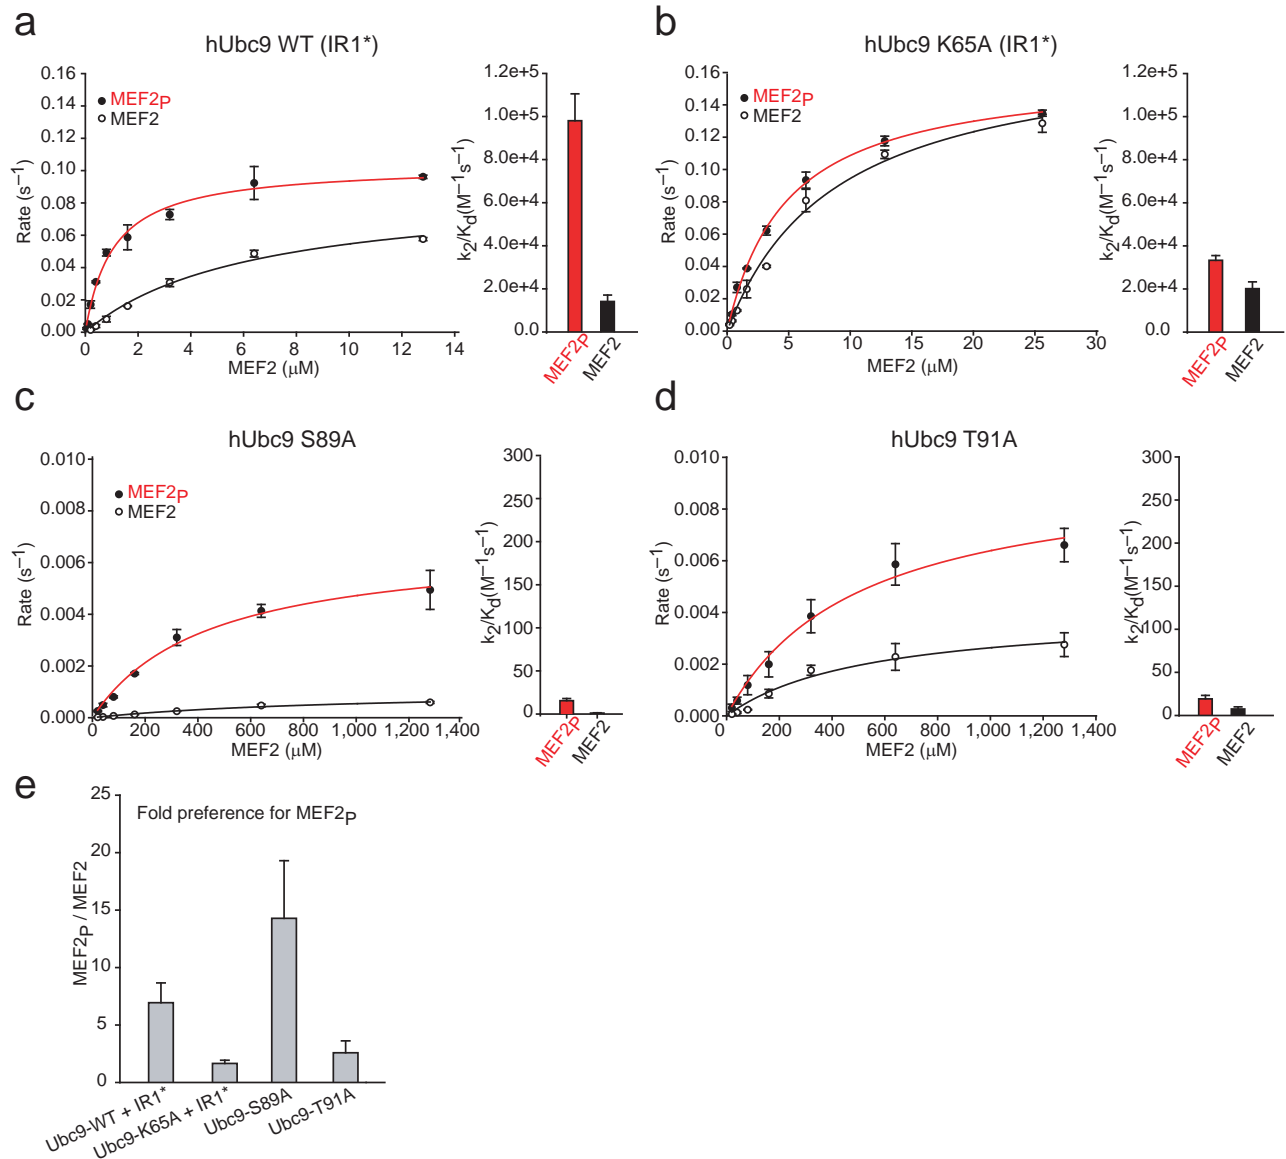 a
hUbc9 WT (IR1*)
Rate (s–1)
0.16
0.14
0.12
0.10
0.08
0.06
0.04
0.02
0.00
MEF2P
MEF2
0 2 4 6 8 10 12 14
MEF2 (μM)
k2/Kd(M–1s–1)
1.2e+5
1.0e+5
8.0e+4
6.0e+4
4.0e+4
2.0e+4
0.0
MEF2P
MEF2
b
hUbc9 K65A (IR1*)
Rate (s–1)
0.16
0.14
0.12
0.10
0.08
0.06
0.04
0.02
0.00
MEF2P
MEF2
0 5 10 15 20 25 30
MEF2 (μM)
k2/Kd(M–1s–1)
1.2e+5
1.0e+5
8.0e+4
6.0e+4
4.0e+4
2.0e+4
0.0
MEF2P
MEF2
c
hUbc9 S89A
Rate (s–1)
0.010
0.008
0.006
0.004
0.002
0.000
MEF2P
MEF2
0 200 400 600 800 1,000 1,200 1,400
MEF2 (μM)
k2/Kd(M–1s–1)
300
250
200
150
100
50
0
MEF2P
MEF2
d
hUbc9 T91A
Rate (s–1)
0.010
0.008
0.006
0.004
0.002
0.000
0 200 400 600 800 1,000 1,200 1,400
MEF2 (μM)
k2/Kd(M–1s–1)
300
250
200
150
100
50
0
MEF2P
MEF2
e
Fold preference for MEF2P
MEF2P / MEF2
25
20
15
10
5
0
Ubc9-WT + IR1*
Ubc9-K65A + IR1*
Ubc9-S89A
Ubc9-T91A